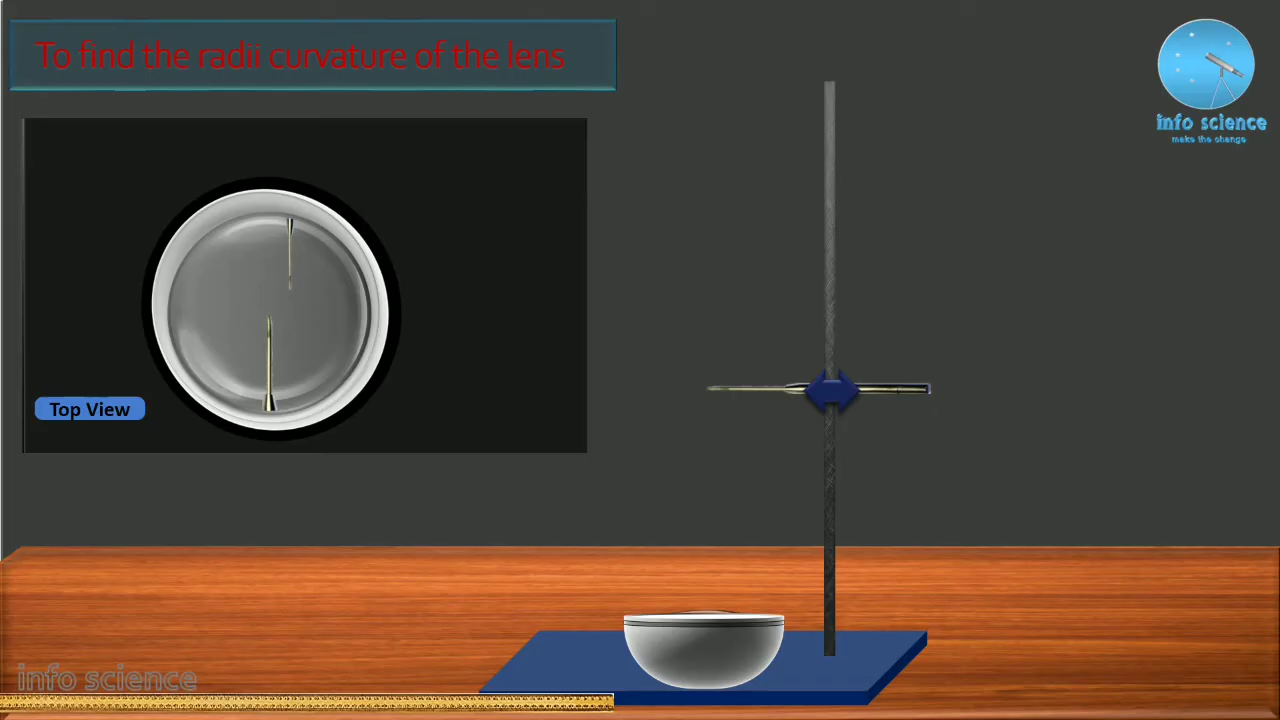 To find the radii curvature of the lens
info science
make the change
Top View
info science